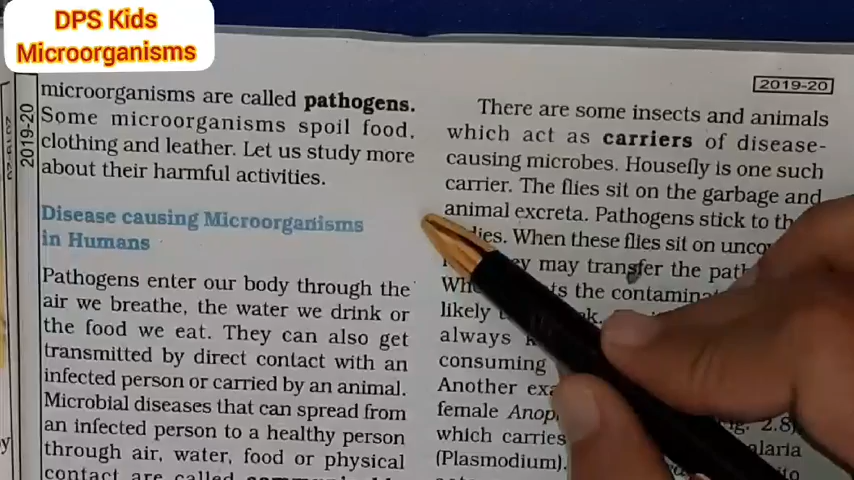 DPS Kids
Microorganisms
2019-20
microorganisms are called pathogens.
Some microorganisms spoil food,
clothing and leather. Let us study more
about their harmful activities.
Disease causing Microorganisms
in Humans
Pathogens enter our body through the
air we breathe, the water we drink or
the food we eat. They can also get
transmitted by direct contact with an
infected person or carried by an animal.
Microbial diseases that can spread from
an infected person to a healthy person
through air, water, food or physical
contact are called
2019-20
There are some insects and animals
which act as carriers of disease-
causing microbes. Housefly is one such
carrier. The flies sit on the garbage and
animal excreta. Pathogens stick to
When these flies sit on
may transfer the
the
likely
always
consuming
Another
female
which carries
(Plasmodium).